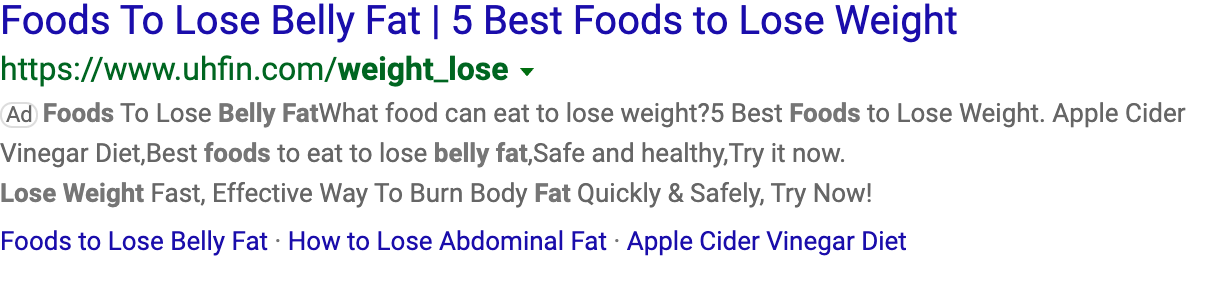 Foods To Lose Belly Fat | 5 Best Foods to Lose Weight
https://www.uhfin.com/weight_lose
Ad Foods To Lose Belly FatWhat food can eat to lose weight?5 Best Foods to Lose Weight. Apple Cider
Vinegar Diet,Best foods to eat to lose belly fat,Safe and healthy,Try it now.
Lose Weight Fast, Effective Way To Burn Body Fat Quickly & Safely, Try Now!
Foods to Lose Belly Fat · How to Lose Abdominal Fat · Apple Cider Vinegar Diet